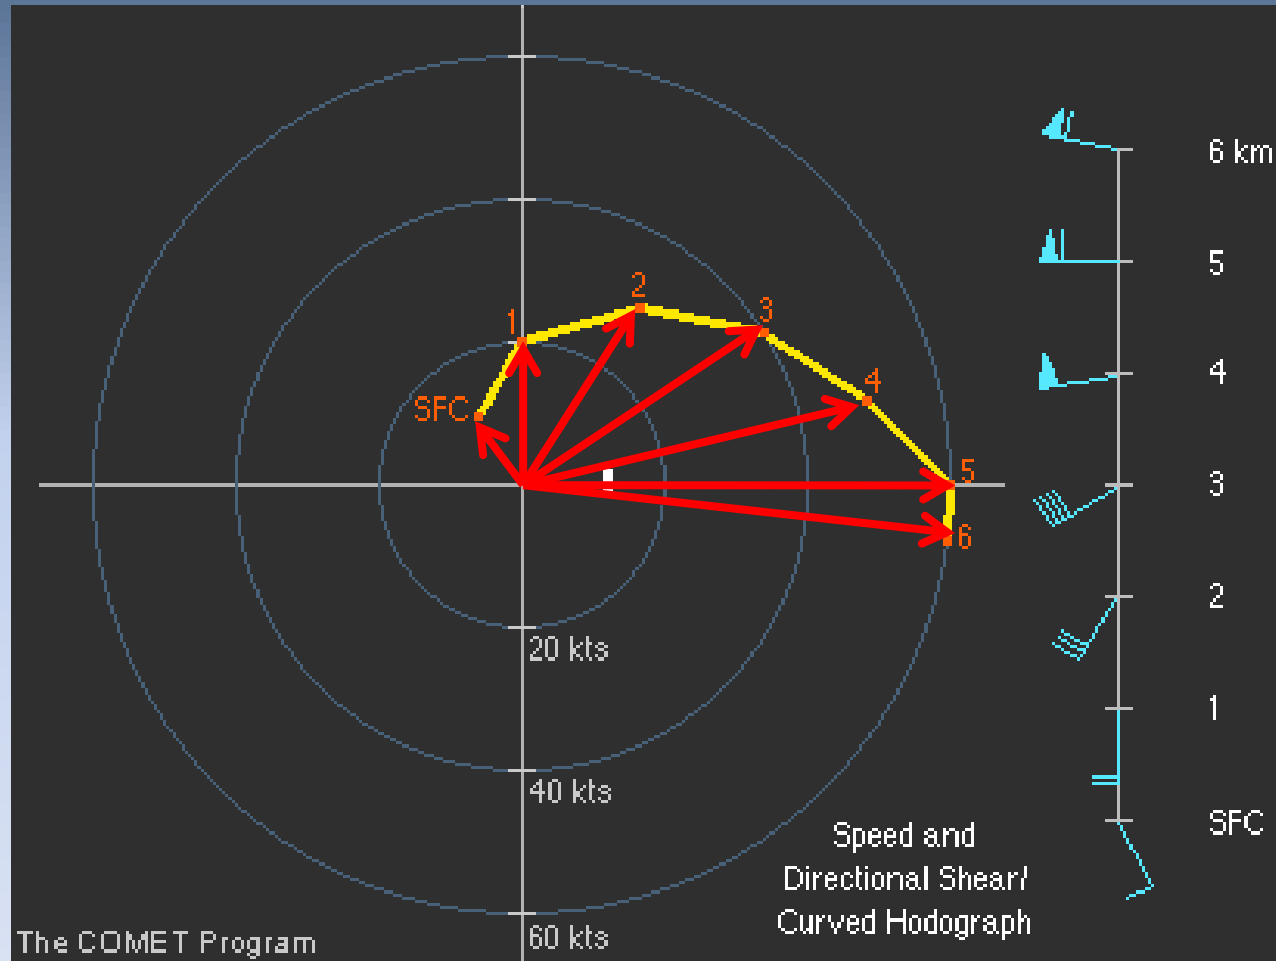 1
2
3
4
5
6
SFC
20 kts
40 kts
60 kts
6 km
5
4
3
2
1
SFC
Speed and
Directional Shear/
Curved Hodograph
The COMET Program